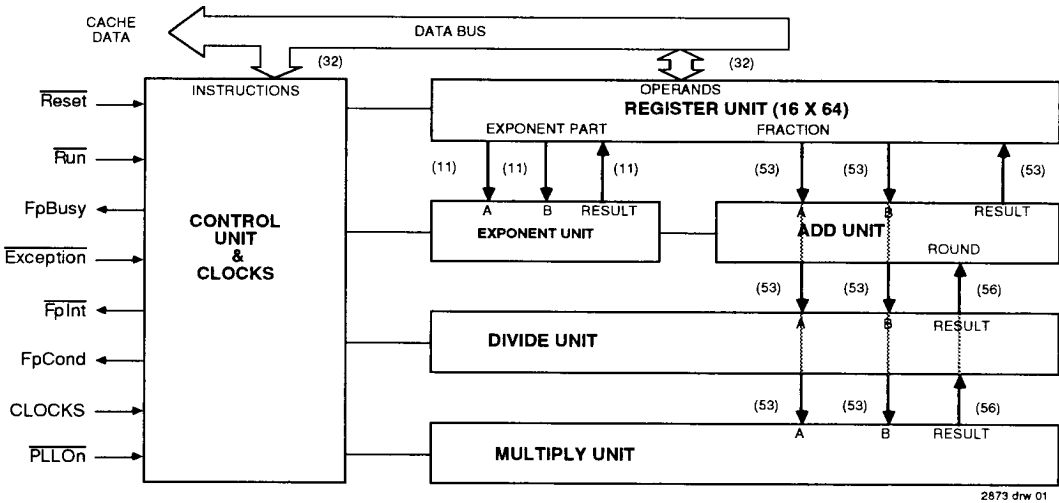 CACHE
DATA
DATA BUS
(32)
(32)
INSTRUCTIONS
OPERANDS
REGISTER UNIT (16 X 64)
EXPONENT PART
FRACTION
Reset
Run
FpBusy
Exception
FpInt
FpCond
CLOCKS
PLLOn
CONTROL
UNIT
&
CLOCKS
(11)
(11)
(11)
(53)
(53)
(53)
A
B
RESULT
EXPONENT UNIT
A
B
RESULT
ADD UNIT
ROUND
(53)
(53)
(56)
A
B
RESULT
DIVIDE UNIT
(53)
(53)
(56)
A
B
RESULT
MULTIPLY UNIT
2873 drw 01